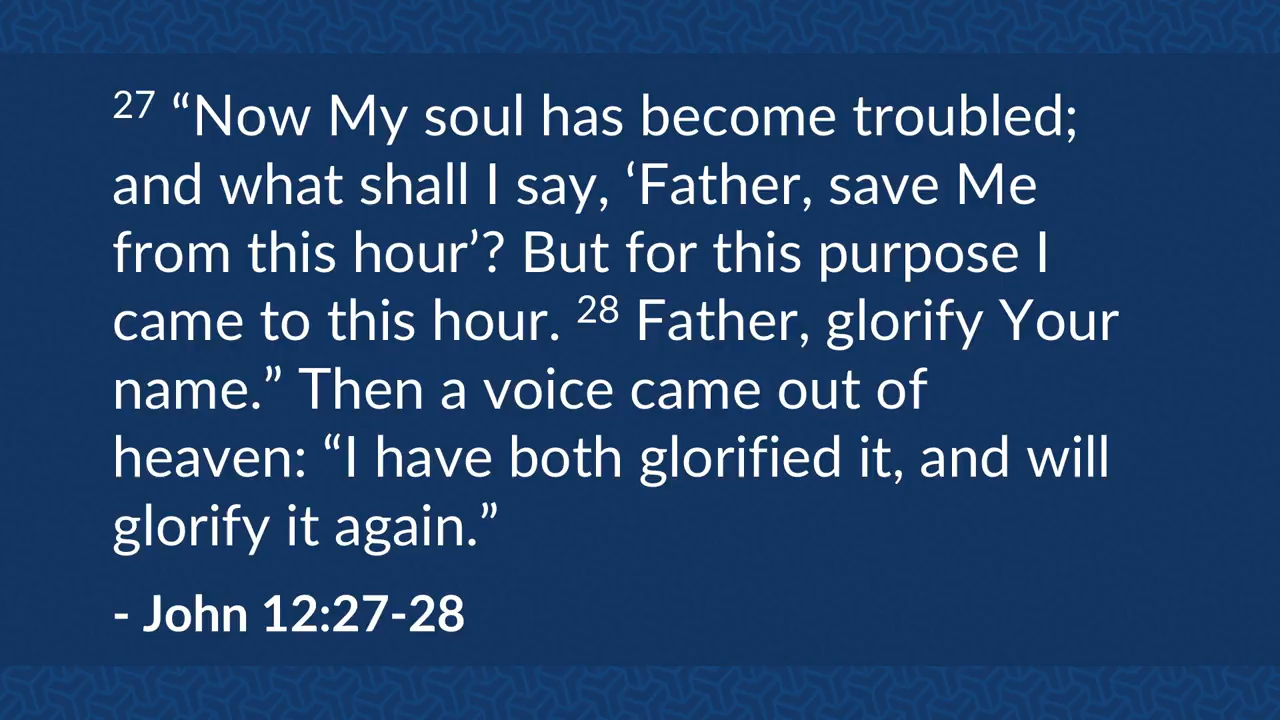 27 “Now My soul has become troubled;
and what shall I say, ‘Father, save Me
from this hour’? But for this purpose I
came to this hour. 28 Father, glorify Your
name.” Then a voice came out of
heaven: “I have both glorified it, and will
glorify it again.”
- John 12:27-28